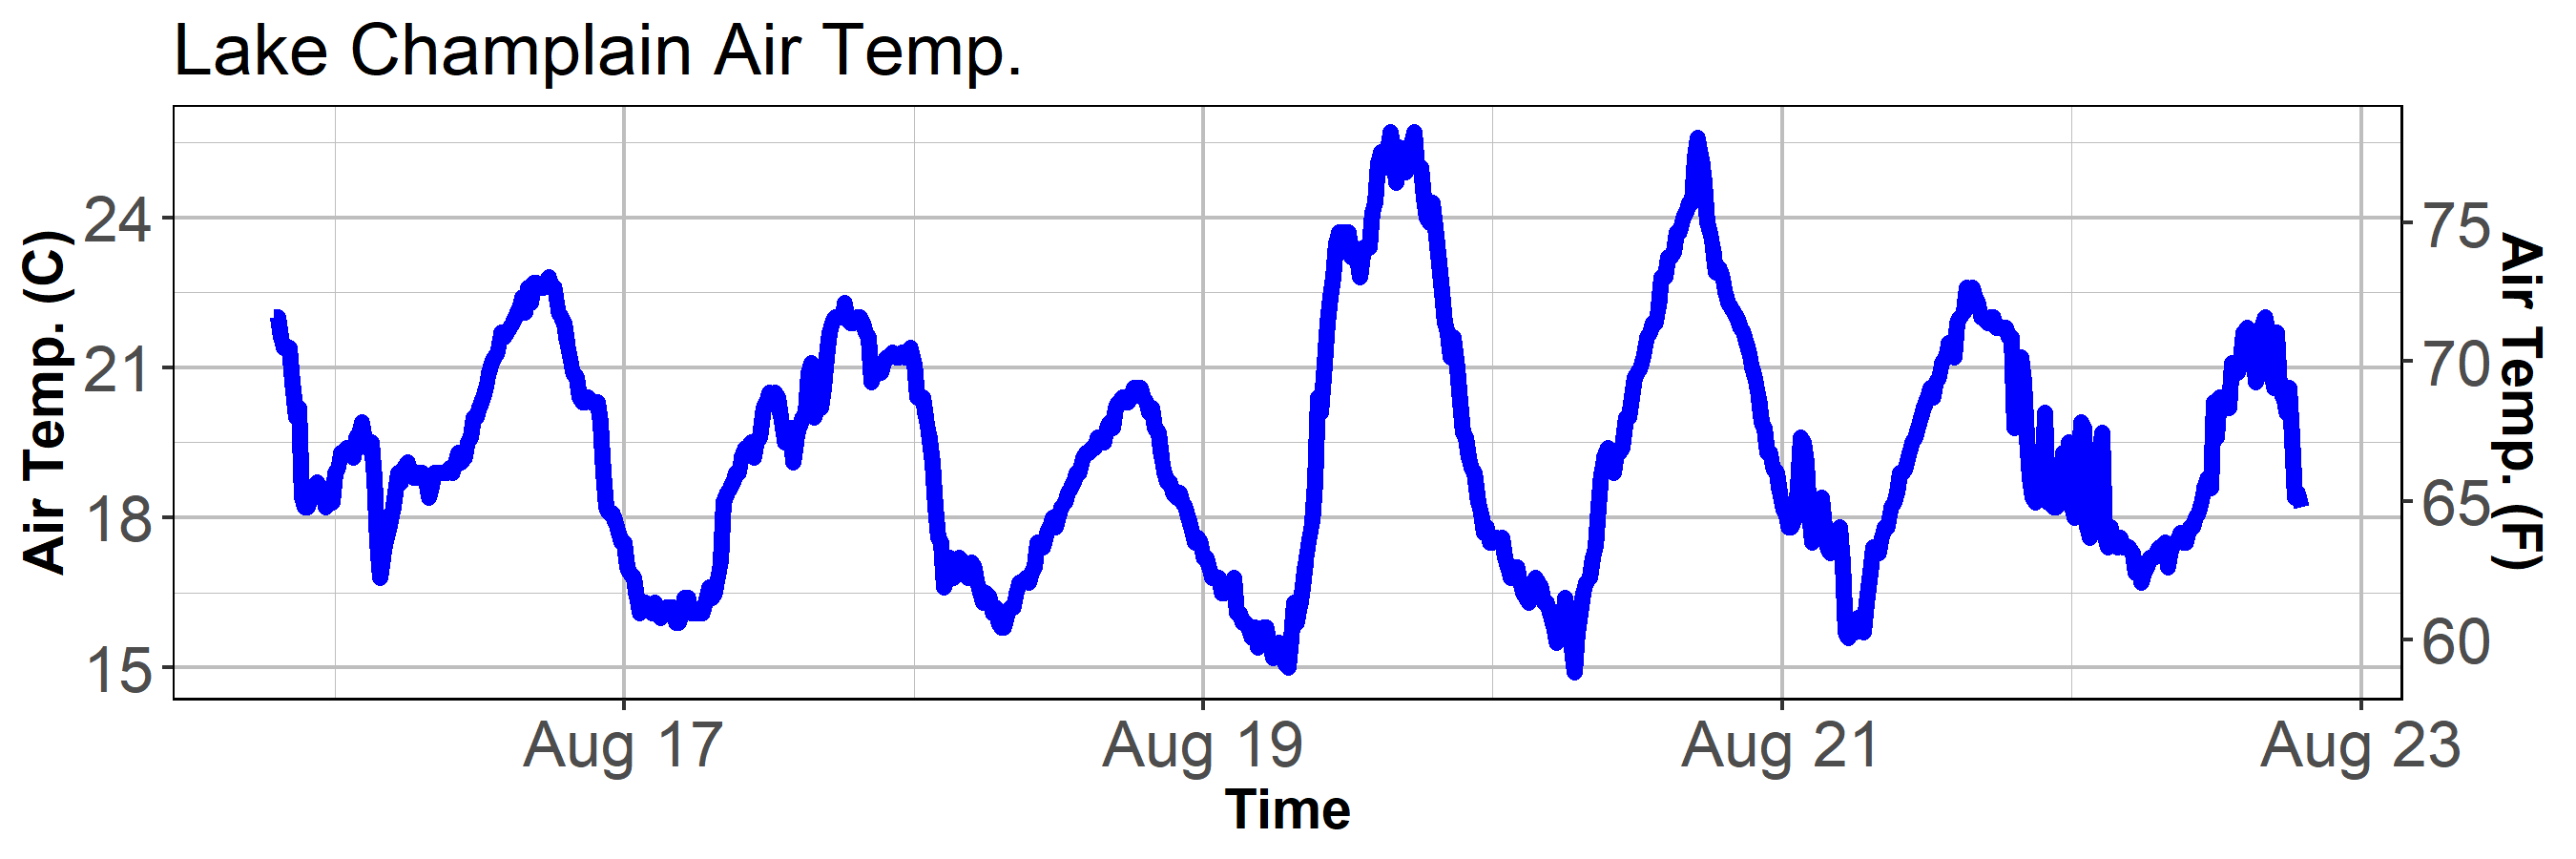 Lake Champlain Air Temp.
Air Temp. (C)
24
21
18
15
75
70
65
60
Air Temp. (F)
Aug 17 Aug 19 Aug 21 Aug 23
Time